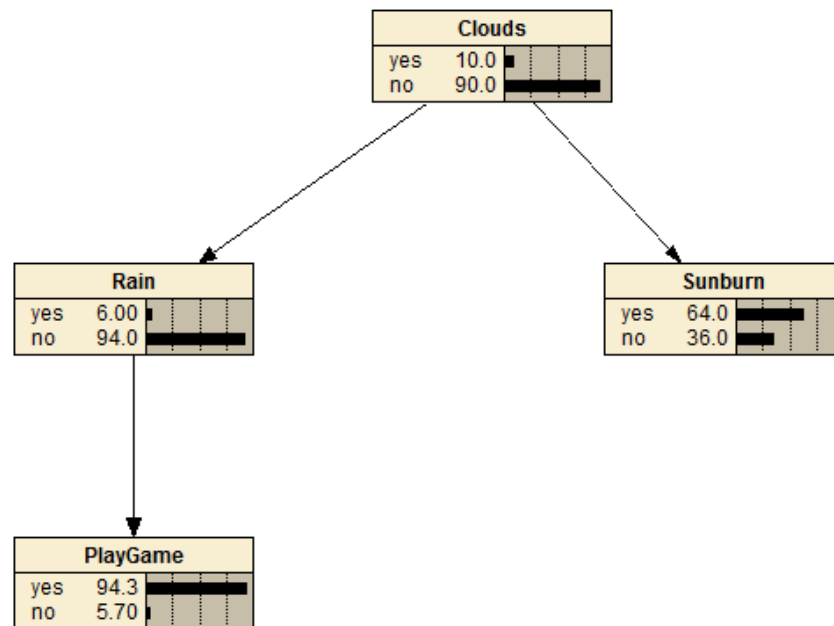 Clouds
yes 10.0
no 90.0
Rain
yes 6.00
no 94.0
Sunburn
yes 64.0
no 36.0
PlayGame
yes 94.3
no 5.70